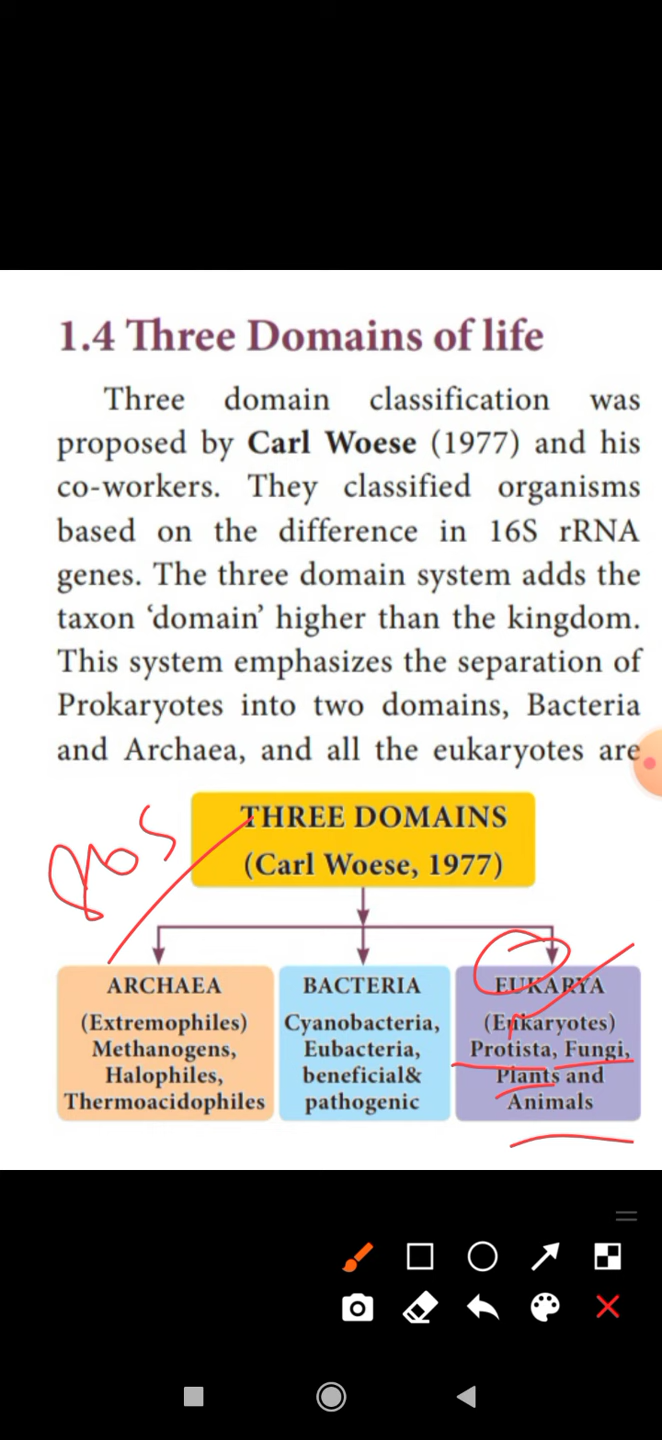 1.4 Three Domains of life
Three domain classification was
proposed by Carl Woese (1977) and his
co-workers. They classified organisms
based on the difference in 16S rRNA
genes. The three domain system adds the
taxon ‘domain’ higher than the kingdom.
This system emphasizes the separation of
Prokaryotes into two domains, Bacteria
and Archaea, and all the eukaryotes are
THREE DOMAINS
(Carl Woese, 1977)
ARCHAEA
(Extremophiles)
Methanogens,
Halophiles,
Thermoacidophiles
BACTERIA
Cyanobacteria,
Eubacteria,
beneficial&
pathogenic
EUKARYA
(Eukaryotes)
Protista, Fungi,
Plants and
Animals